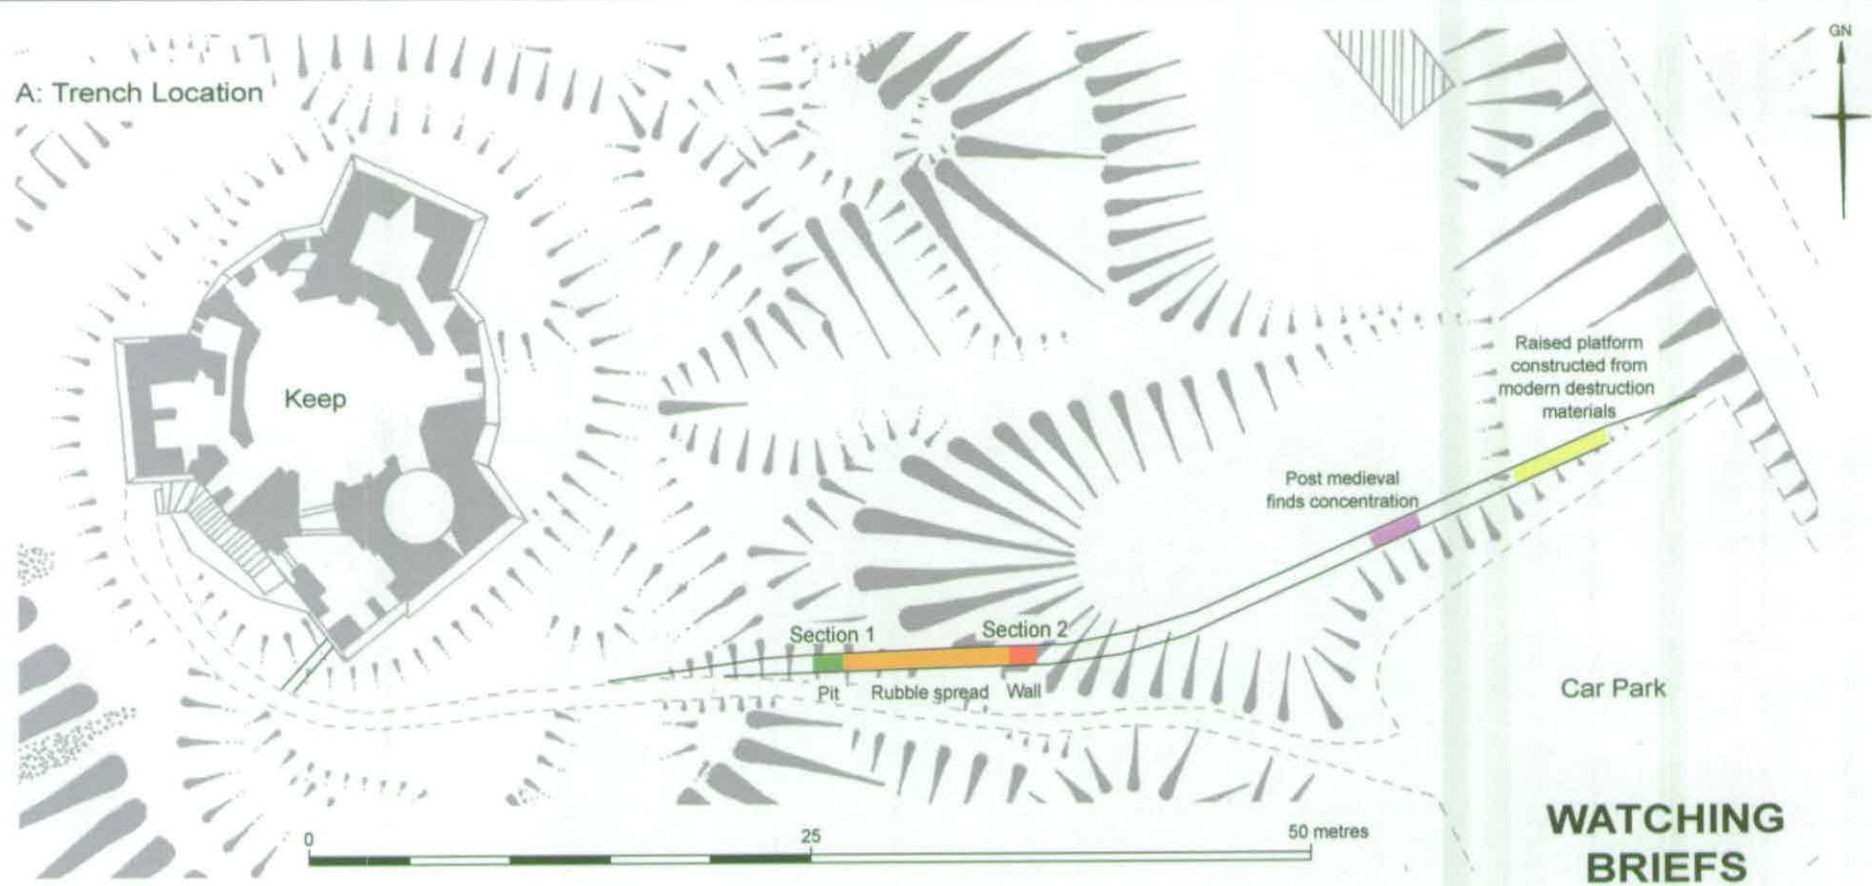 GN
A: Trench Location
Keep
Raised platform
constructed from
modern destruction
materials
Post medieval
finds concentration
Section 1
Section 2
Pit
Rubble spread
Wall
Car Park
0
25
50 metres
WATCHING
BRIEFS